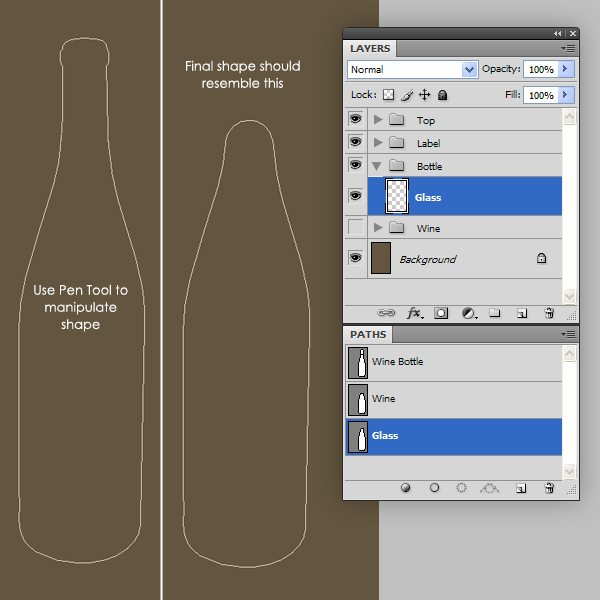 Use Pen Tool to
manipulate
shape
Final shape should
resemble this
LAYERS
Normal
Opacity: 100%
Lock:
Fill: 100%
Top
Label
Bottle
Glass
Wine
Background
fx
PATHS
Wine Bottle
Wine
Glass